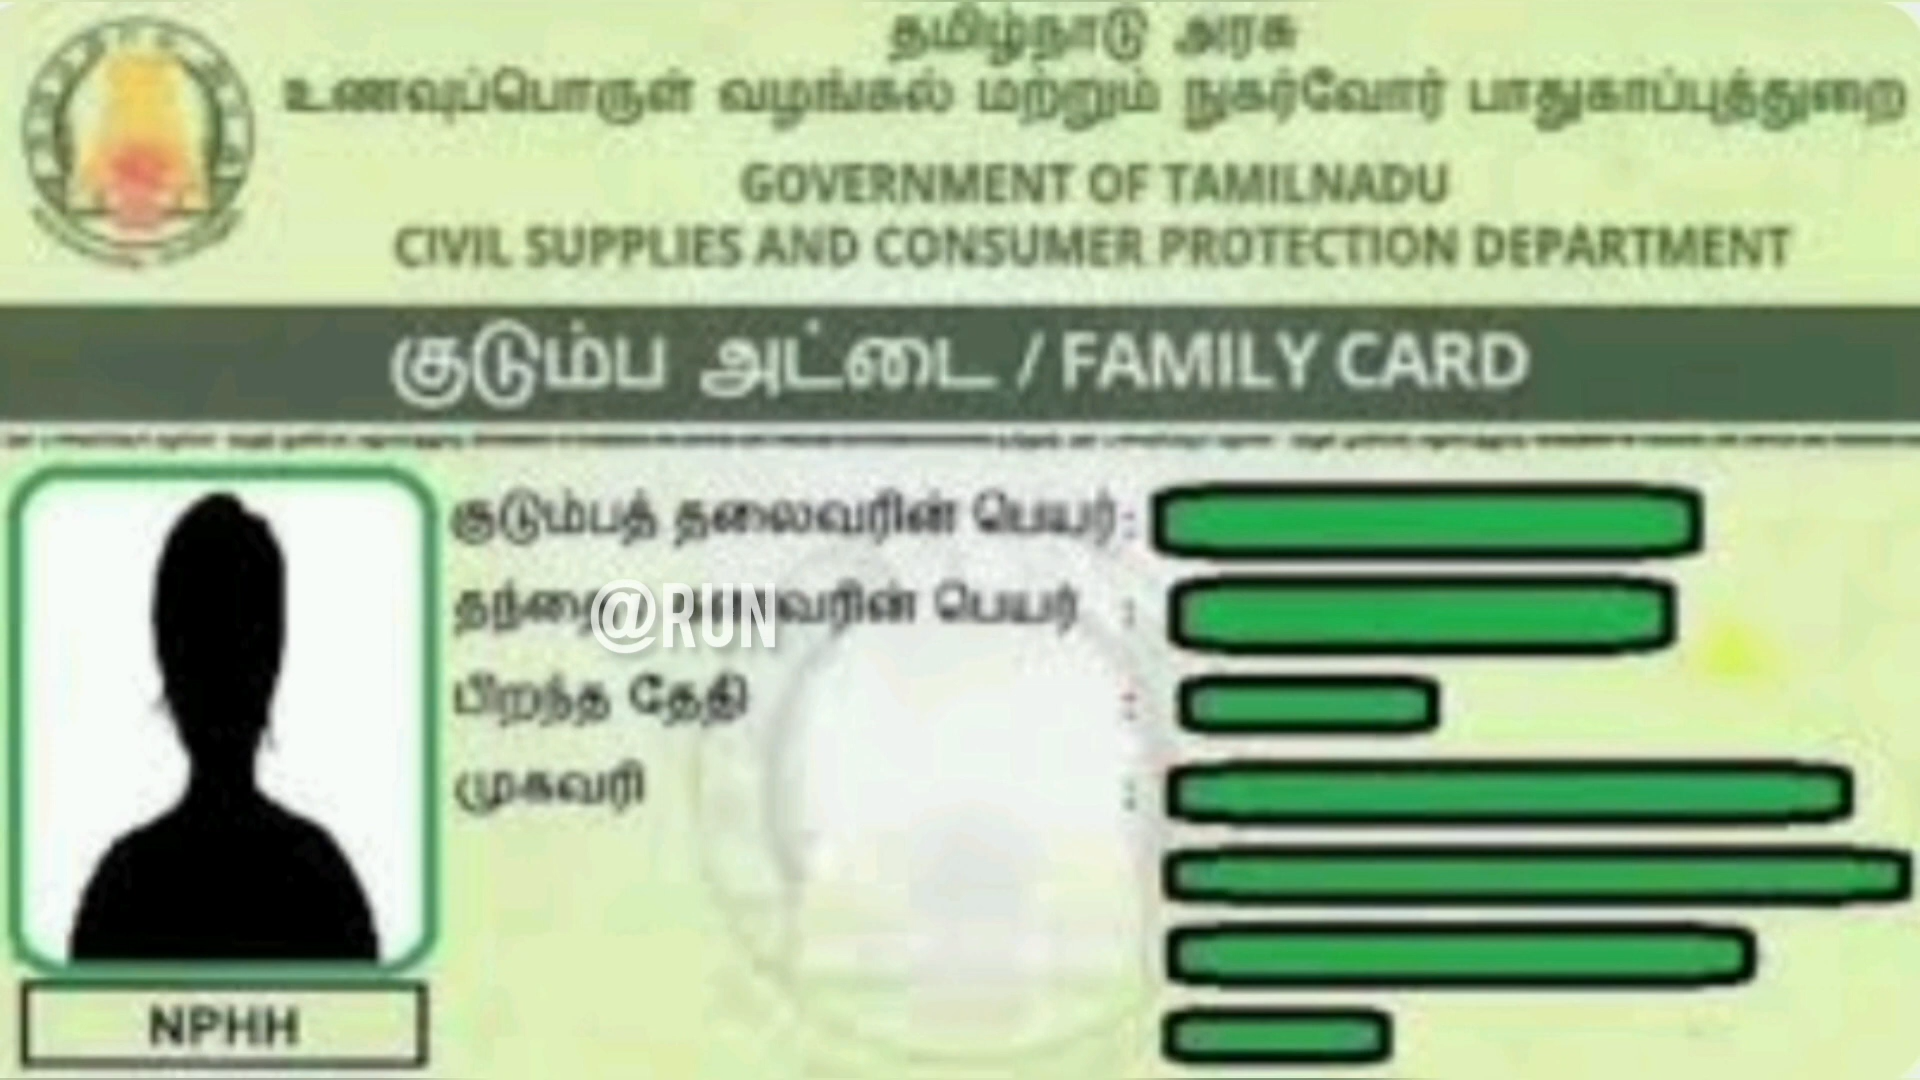 தமிழ்நாடு அரசு
உணவுப்பொருள் வழங்கல் மற்றும் நுகர்வோர் பாதுகாப்புத்துறை
GOVERNMENT OF TAMILNADU
CIVIL SUPPLIES AND CONSUMER PROTECTION DEPARTMENT
குடும்ப அட்டை / FAMILY CARD
குடும்பத் தலைவரின் பெயர் :
தந்தை / பெயர் :
@RUN
பிறந்த தேதி :
முகவரி :
NPHH